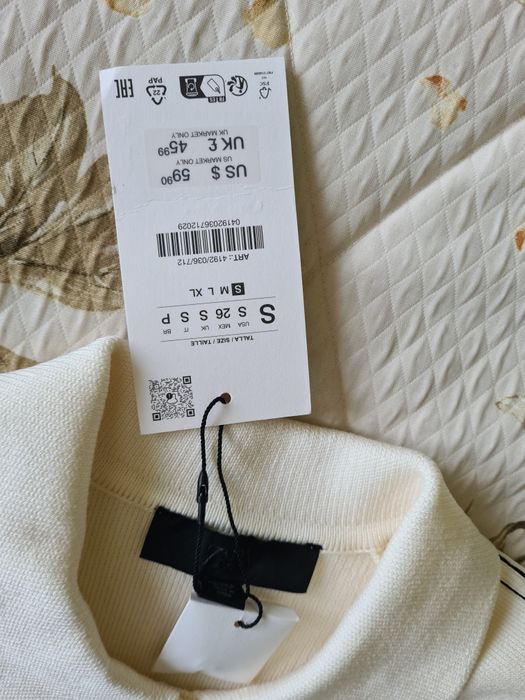 TALLA / SIZE / TAILLE
USA MEX UK IT BR
S S 26 S S P
S M L XL
ART.: 4192/036/712
04192036712029
US $ 59.90
US MARKET ONLY
UK £ 45.99
UK MARKET ONLY
22
PAP
FSC
EAC